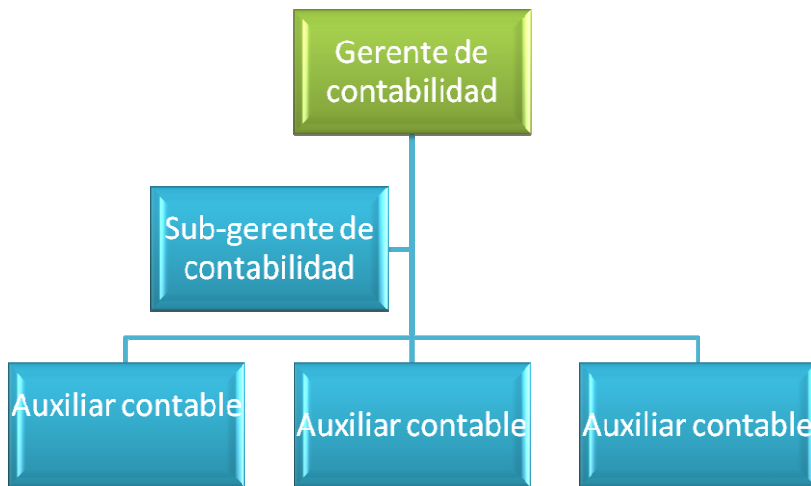 Gerente de
contabilidad
Sub-gerente de
contabilidad
Auxiliar contable
Auxiliar contable
Auxiliar contable